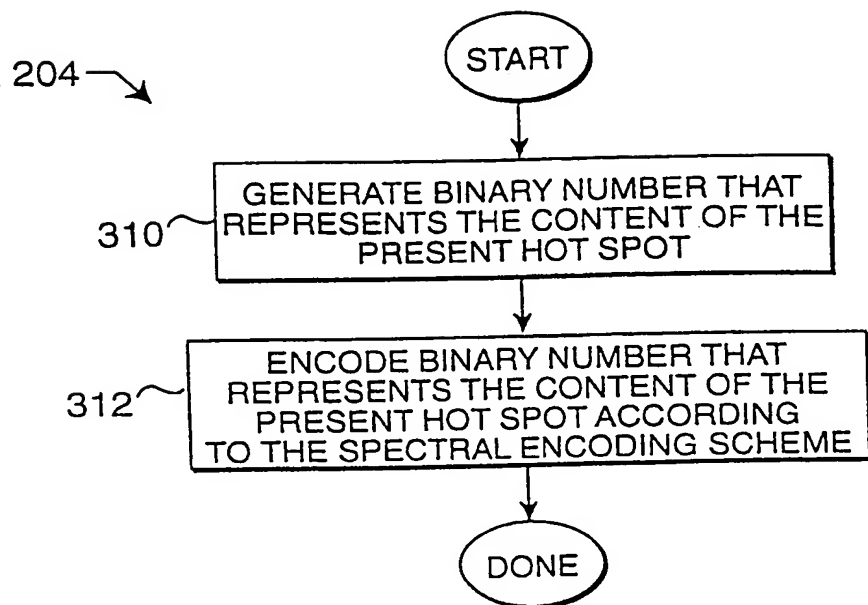 204
START
310
GENERATE BINARY NUMBER THAT
REPRESENTS THE CONTENT OF THE
PRESENT HOT SPOT
312
ENCODE BINARY NUMBER THAT
REPRESENTS THE CONTENT OF THE
PRESENT HOT SPOT ACCORDING
TO THE SPECTRAL ENCODING SCHEME
DONE